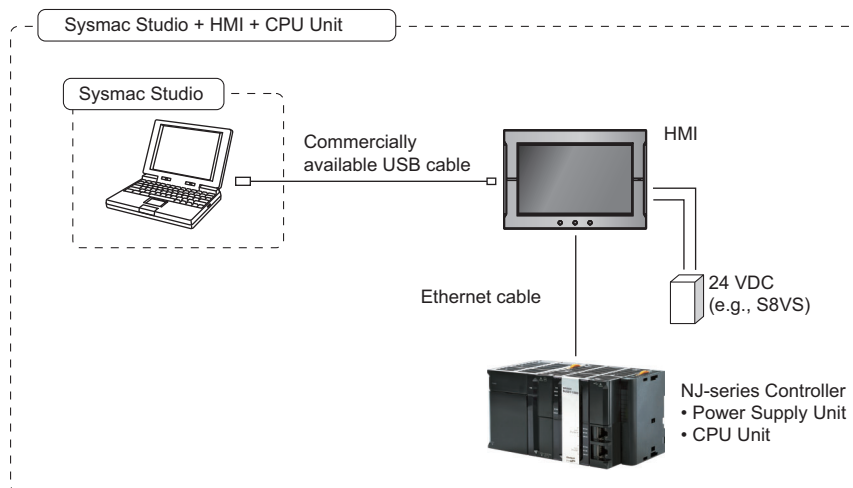 Sysmac Studio + HMI + CPU Unit
Sysmac Studio
Commercially
available USB cable
HMI
Ethernet cable
24 VDC
(e.g., S8VS)
NJ-series Controller
• Power Supply Unit
• CPU Unit